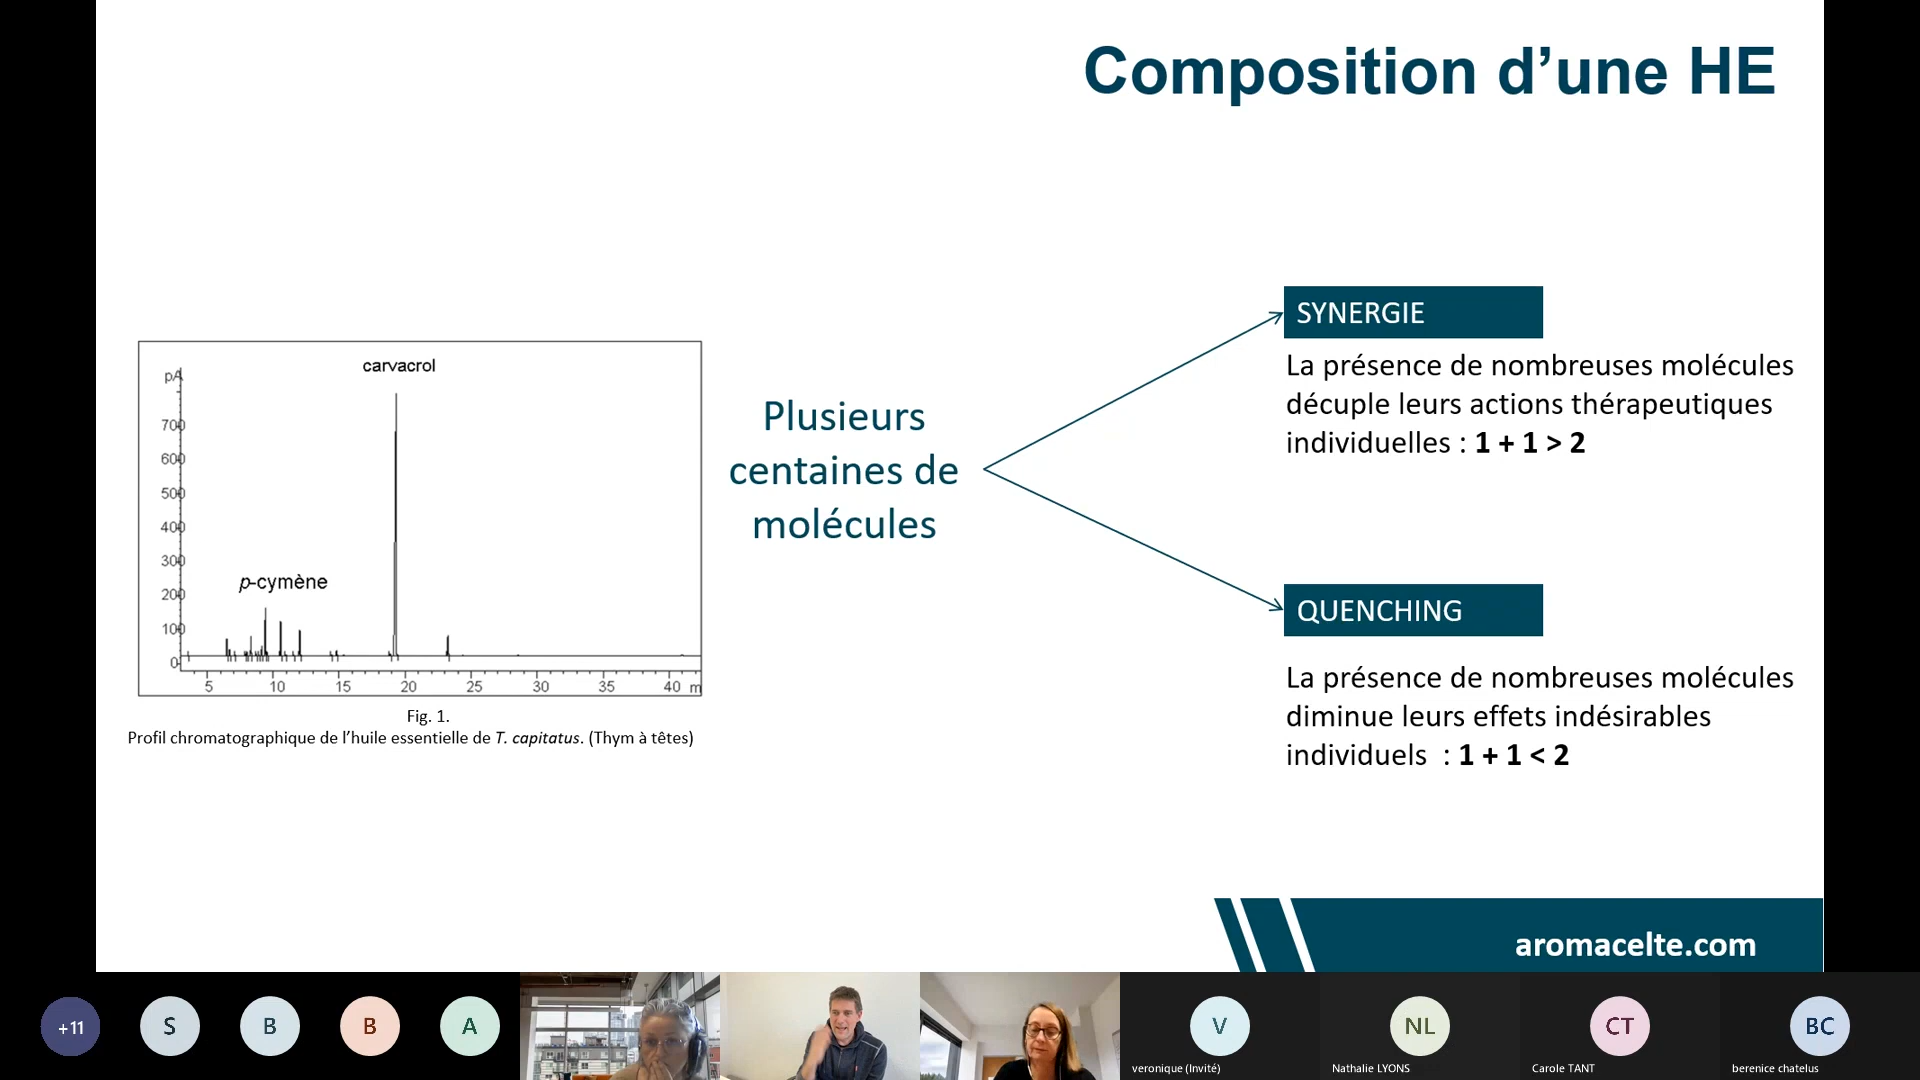 Composition d’une HE
SYNERGIE
La présence de nombreuses molécules
décuple leurs actions thérapeutiques
individuelles : 1 + 1 > 2
carvacrol
pA
700
600
500
400
300
200
100
0
p-cymène
5 10 15 20 25 30 35 40 m
Fig. 1.
Profil chromatographique de l’huile essentielle de T. capitatus. (Thym à têtes)
Plusieurs
centaines de
molécules
QUENCHING
La présence de nombreuses molécules
diminue leurs effets indésirables
individuels : 1 + 1 < 2
aromacelte.com
+11
S
B
B
A
V
NL
CT
BC
veronique (Invité)
Nathalie LYONS
Carole TANT
berenice chatelus